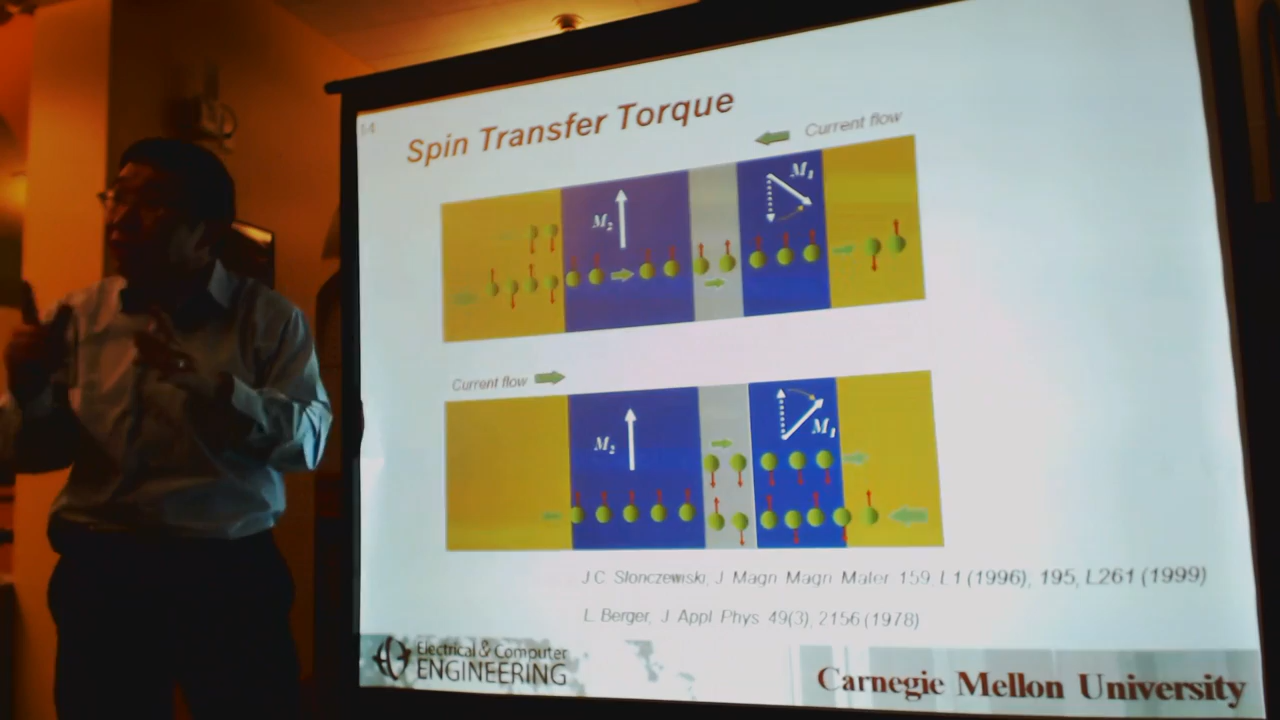 54
Spin Transfer Torque
Current flow
M₂
M₁
Current flow
M₂
M₁
J.C. Slonczewski, J Magn Magn Mater 159, L1 (1996), 195, L261 (1999)
L. Berger, J Appl Phys 49(3), 2156 (1978)
Electrical & Computer
ENGINEERING
Carnegie Mellon University